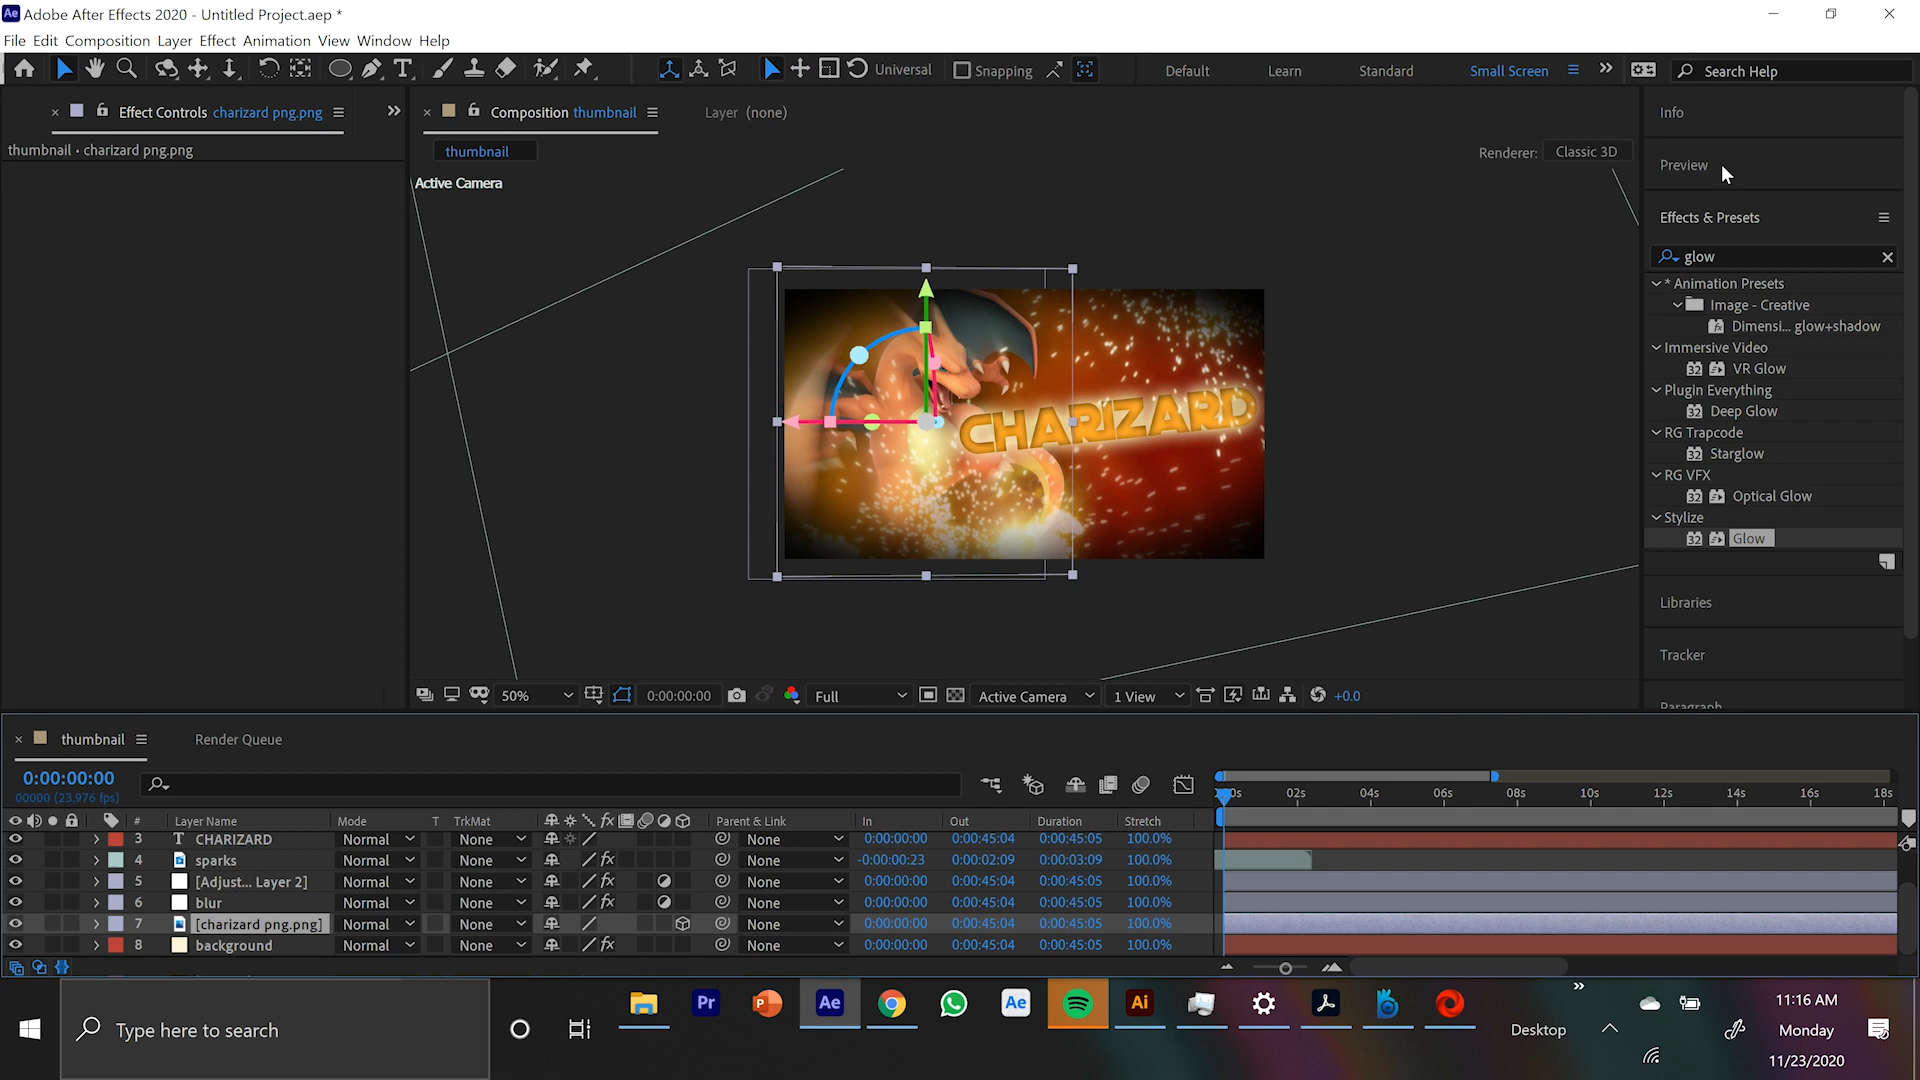 Adobe After Effects 2020 - Untitled Project.aep *
File Edit Composition Layer Effect Animation View Window Help
Universal Snapping Default Learn Standard Small Screen Search Help
Effect Controls charizard png.png
Composition thumbnail
Layer (none)
Info
thumbnail • charizard png.png
thumbnail
Renderer: Classic 3D
Preview
Active Camera
Effects & Presets
glow
* Animation Presets
Image - Creative
Dimensi... glow+shadow
Immersive Video
VR Glow
Plugin Everything
Deep Glow
RG Trapcode
Starglow
RG VFX
Optical Glow
Stylize
Glow
CHARIZARD
Libraries
Tracker
Paragraph
50% 0:00:00:00 Full Active Camera 1 View +0.0
thumbnail
Render Queue
0:00:00:00
00000 (23.976 fps)
02s 04s 06s 08s 10s 12s 14s 16s 18s
# Layer Name Mode T TrkMat Parent & Link In Out Duration Stretch
3 T CHARIZARD Normal None None 0:00:00:00 0:00:45:04 0:00:45:05 100.0%
4 sparks Normal None fx None -0:00:00:23 0:00:02:09 0:00:03:09 100.0%
5 [Adjust... Layer 2] Normal None fx None 0:00:00:00 0:00:45:04 0:00:45:05 100.0%
6 blur Normal None fx None 0:00:00:00 0:00:45:04 0:00:45:05 100.0%
7 [charizard png.png] Normal None None 0:00:00:00 0:00:45:04 0:00:45:05 100.0%
8 background Normal None fx None 0:00:00:00 0:00:45:04 0:00:45:05 100.0%
Type here to search
Pr
Ae
Ae
Ai
Desktop
11:16 AM
Monday
11/23/2020